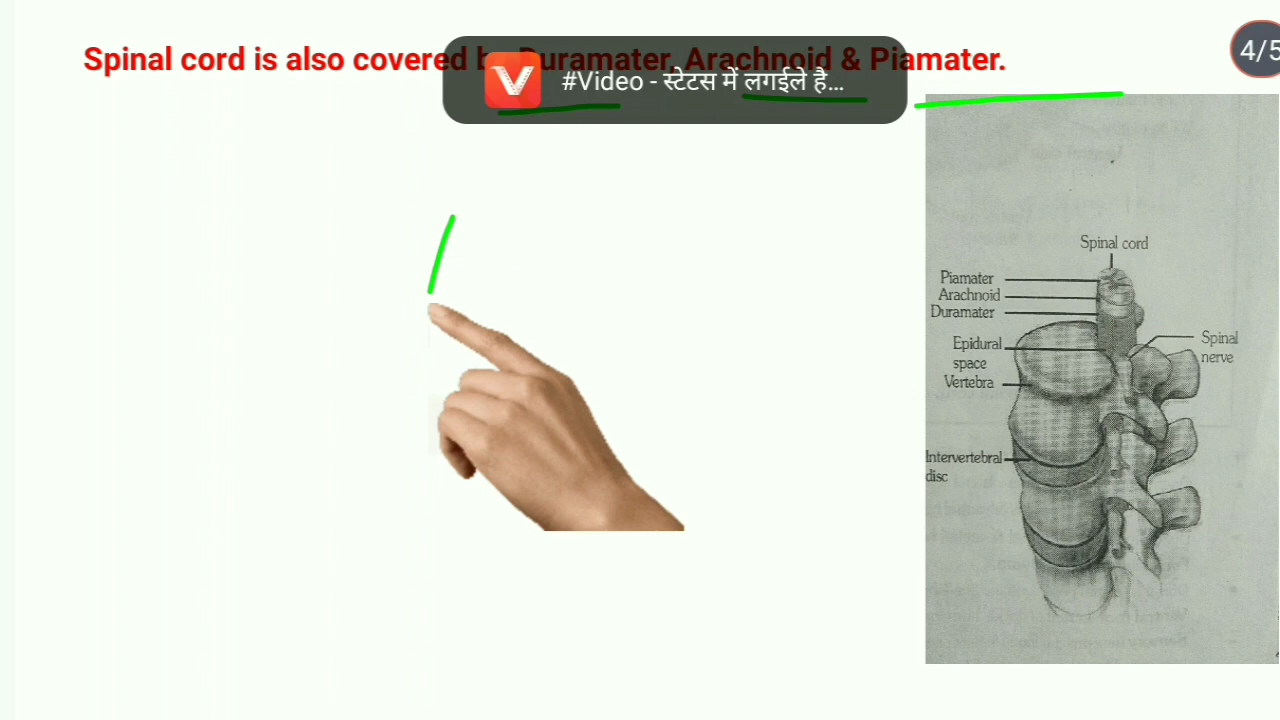 Spinal cord is also covered by Duramater, Arachnoid & Piamater.
#Video - स्टेटस में लगईले है...
4/5
Spinal cord
Piamater
Arachnoid
Duramater
Epidural
space
Spinal
nerve
Vertebra
Intervertebral
disc